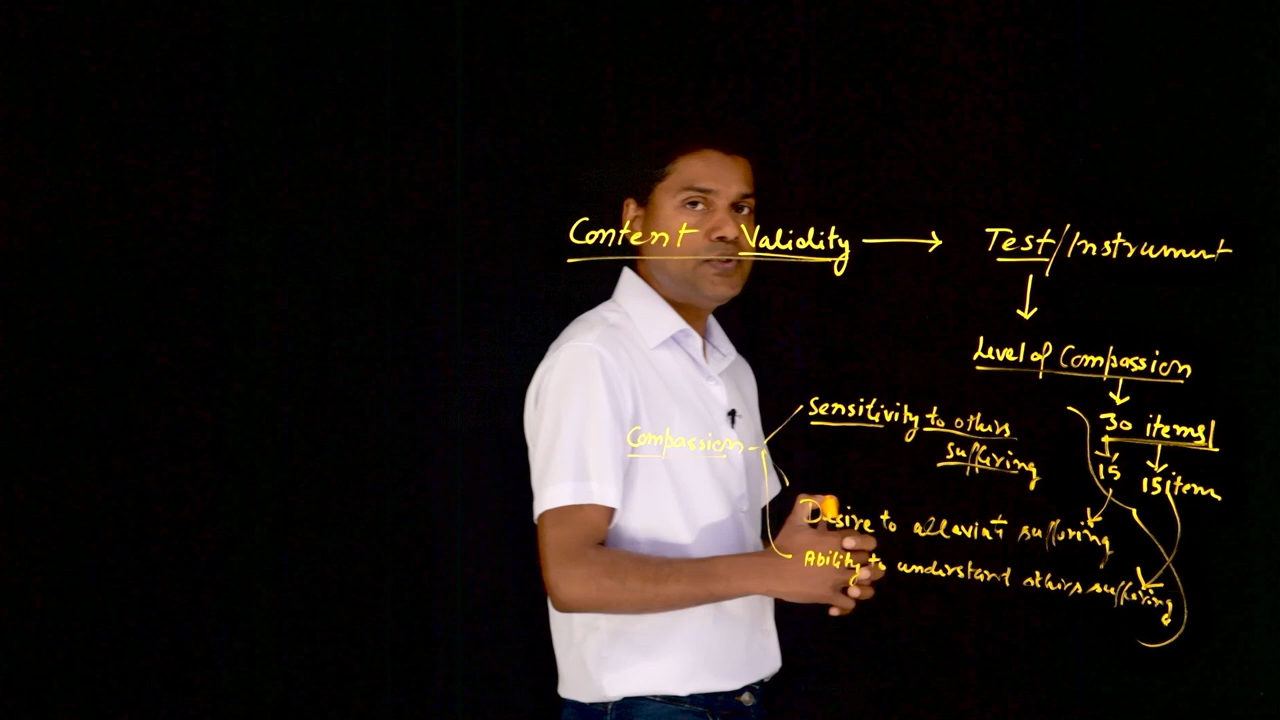 Content Validity → Test/Instrument
Level of Compassion
30 items
15 15 item
Compassion
Sensitivity to others
suffering
Desire to alleviat suffering
Ability to understand others suffering